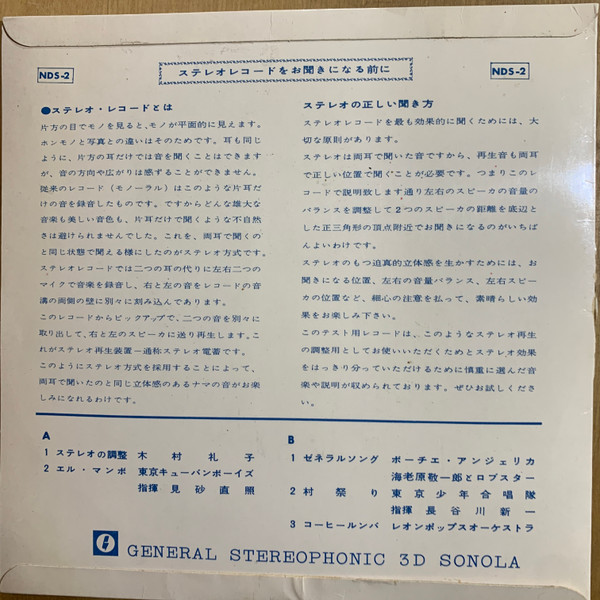 NDS-2
ステレオレコードをお聞きになる前に
NDS-2
●ステレオ・レコードとは
片方の目でモノを見ると、モノが平面的に見えます。
ホンモノと写真との違いはそのためです。耳も同じ
ように、片方の耳だけでは音を聞くことはできます
が、音の方向や広がりは感ずることができません。
従来のレコード（モノーラル）はこのような片耳だけ
の音を録音したものです。ですからどんな雄大な
音楽も美しい音色も、片耳だけで聞くような不自然
さは避けられませんでした。これを、両耳で聞くの
と同じ状態で聞える様にしたのがステレオ方式です。
ステレオレコードでは二つの耳の代りに左右二つの
マイクで音楽を録音し、右と左の音をレコードの音
溝の両側の壁に別々に刻み込んであります。
このレコードからピックアップで、二つの音を別々に
取り出して、右と左のスピーカに送り再生します。こ
れがステレオ再生装置－通称ステレオ電蓄です。
このようにステレオ方式を採用することによって、
両耳で聞いたのと同じ立体感のあるナマの音がお楽
しみになれるわけです。
ステレオの正しい聞き方
ステレオレコードを最も効果的に聞くためには、大
切な原則があります。
ステレオは両耳で聞いた音ですから、再生音も両耳
で正しい位置で聞くことが必要です。つまりこのレ
コードで説明致します通り左右のスピーカの音量の
バランスを調整して2つのスピーカの距離を底辺と
した正三角形の頂点附近でお聞きになるのがいちば
んよいわけです。
ステレオのもつ迫真的立体感を生かすためには、お
聞きになる位置、左右の音量バランス、左右スピー
カの位置など、細心の注意を払って、素晴らしい効
果をお楽しみ下さい。
このテスト用レコードは、このようなステレオ再生
の調整用としてお使いいただくためとステレオ効果
をはっきり分っていただけるために慎重に選んだ音
楽や説明が収められております。ぜひお試しくださ
い。
A
1 ステレオの調整 木村礼子
2 エル・マンボ 東京キューバンボーイズ
指揮 見砂直照
B
1 ゼネラルソング ポーチエ・アンジェリカ
海老原敬一郎とロブスター
2 村祭り 東京少年合唱隊
指揮 長谷川新一
3 コーヒールンバ レオンポップスオーケストラ
GENERAL STEREOPHONIC 3D SONOLA